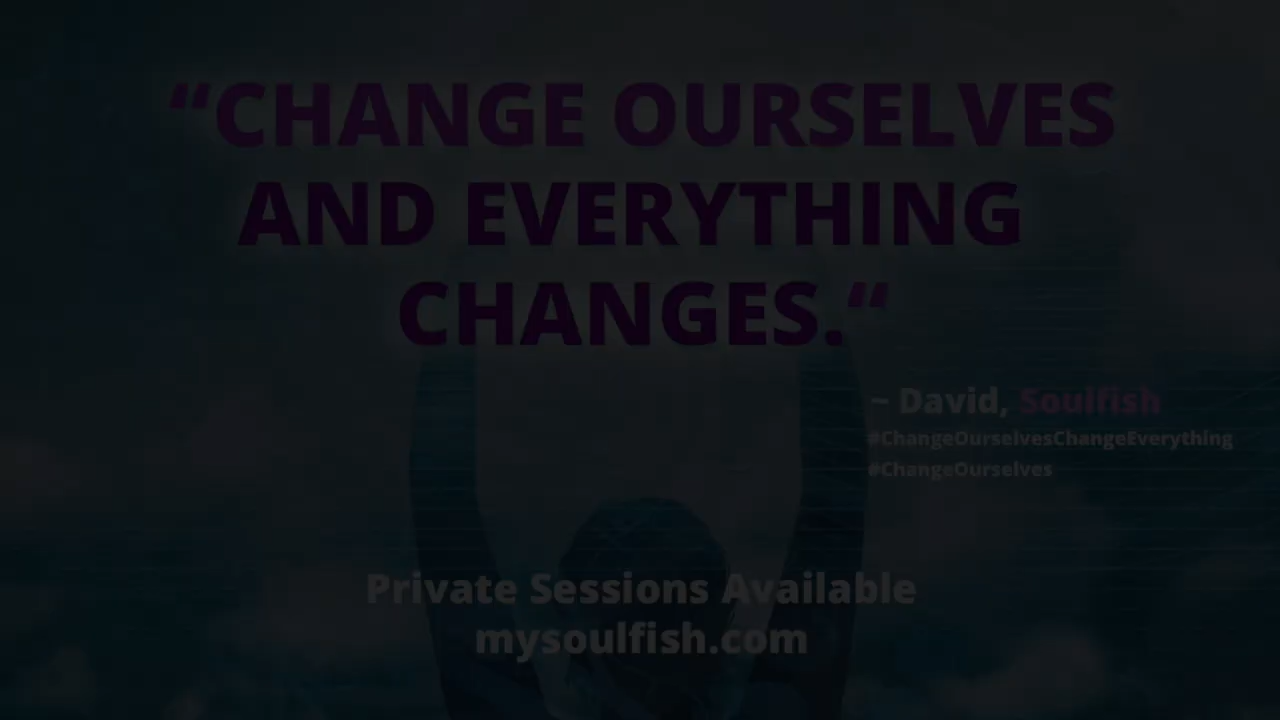 “CHANGE OURSELVES
AND EVERYTHING
CHANGES.“
~ David, Soulfish
#ChangeOurselvesChangeEverything
#ChangeOurselves
Private Sessions Available
mysoulfish.com